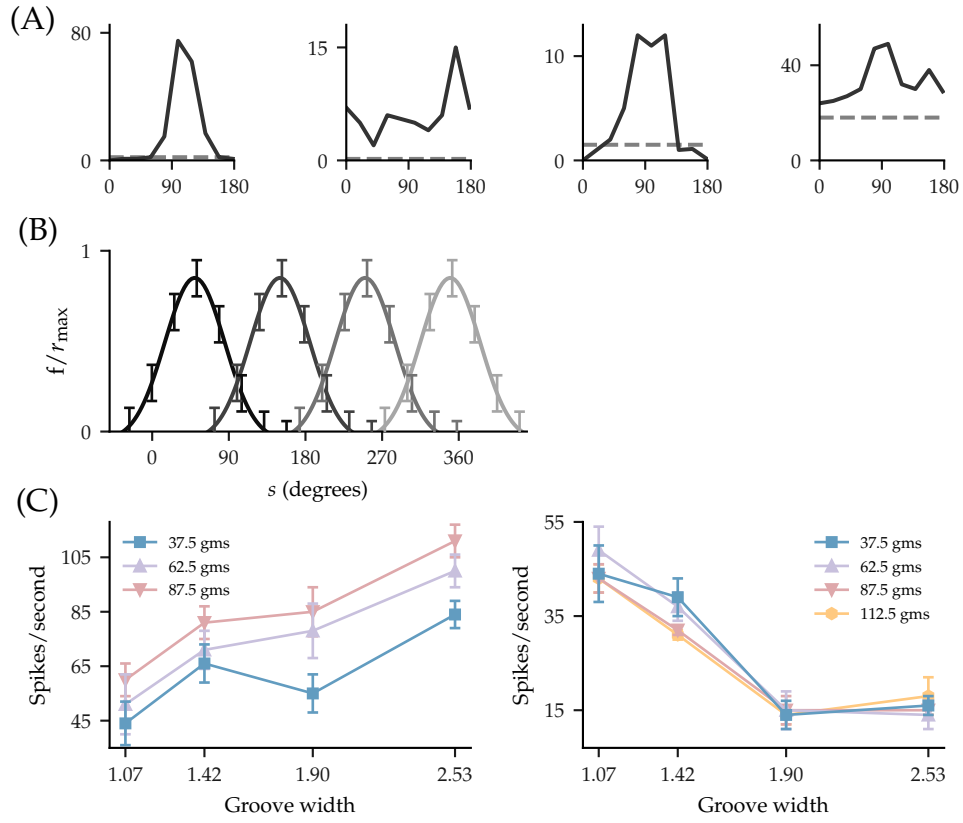 (A)
80
0
0 90 180
15
0
0 90 180
10
0
0 90 180
40
0
0 90 180
(B)
1
f/r_max
0
0 90 180 270 360
s (degrees)
(C)
105
85
65
45
Spikes/second
37.5 gms
62.5 gms
87.5 gms
1.07 1.42 1.90 2.53
Groove width
55
35
15
Spikes/second
37.5 gms
62.5 gms
87.5 gms
112.5 gms
1.07 1.42 1.90 2.53
Groove width